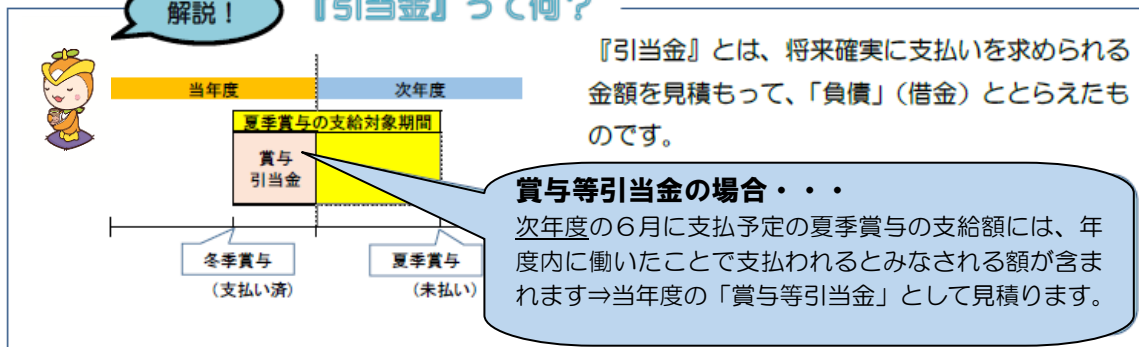 解説！
『引当金』って何？
『引当金』とは、将来確実に支払いを求められる
金額を見積もって、「負債」（借金）ととらえたも
のです。
当年度
次年度
夏季賞与の支給対象期間
賞与
引当金
冬季賞与
（支払い済）
夏季賞与
（未払い）
賞与等引当金の場合・・・
次年度の６月に支払予定の夏季賞与の支給額には、年
度内に働いたことで支払われるとみなされる額が含ま
れます⇒当年度の「賞与等引当金」として見積ります。